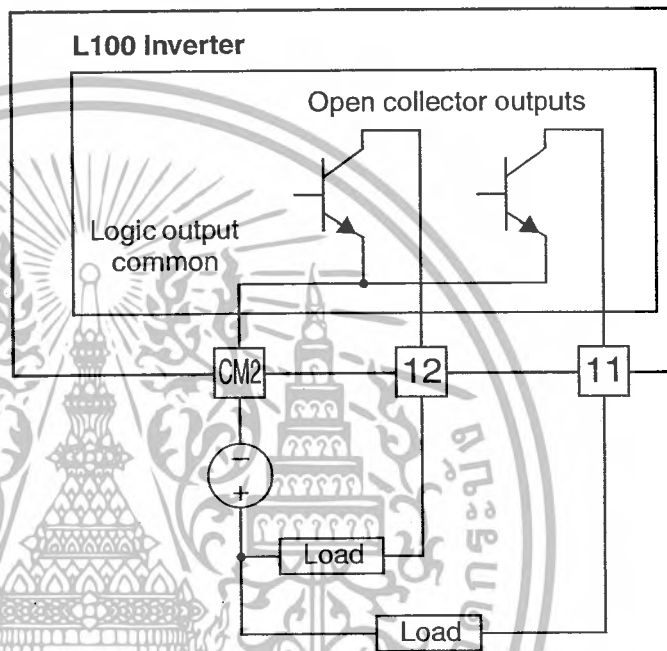 L100 Inverter
Open collector outputs
Logic output
common
CM2
12
11
−
+
Load
Load